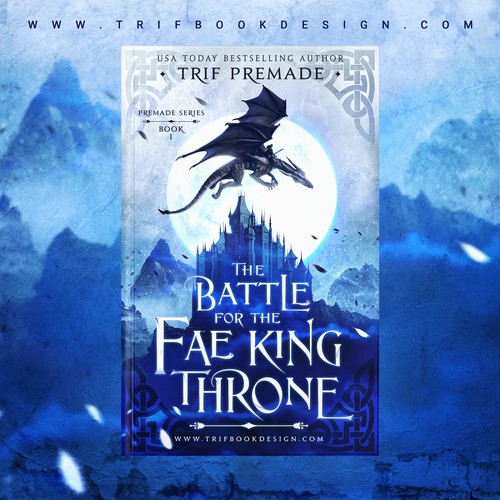 WWW.TRIFBOOKDESIGN.COM
USA TODAY BESTSELLING AUTHOR
TRIF PREMADE
PREMADE SERIES
BOOK
1
THE
BATTLE
FOR THE
FAE KING
THRONE
WWW.TRIFBOOKDESIGN.COM